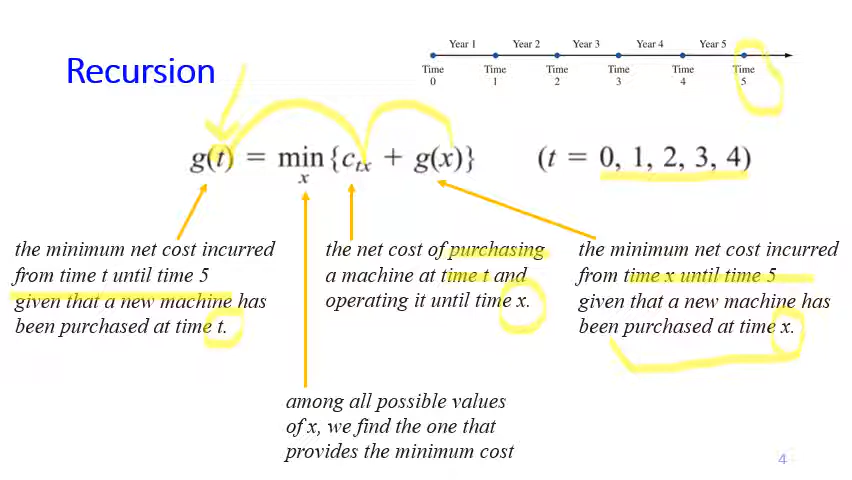 Recursion
Year 1 Year 2 Year 3 Year 4 Year 5
Time Time Time Time Time Time
0 1 2 3 4 5
g(t) = min {c_tx + g(x)} (t = 0, 1, 2, 3, 4)
x
the minimum net cost incurred
from time t until time 5
given that a new machine has
been purchased at time t.
the net cost of purchasing
a machine at time t and
operating it until time x.
the minimum net cost incurred
from time x until time 5
given that a new machine has
been purchased at time x.
among all possible values
of x, we find the one that
provides the minimum cost
4